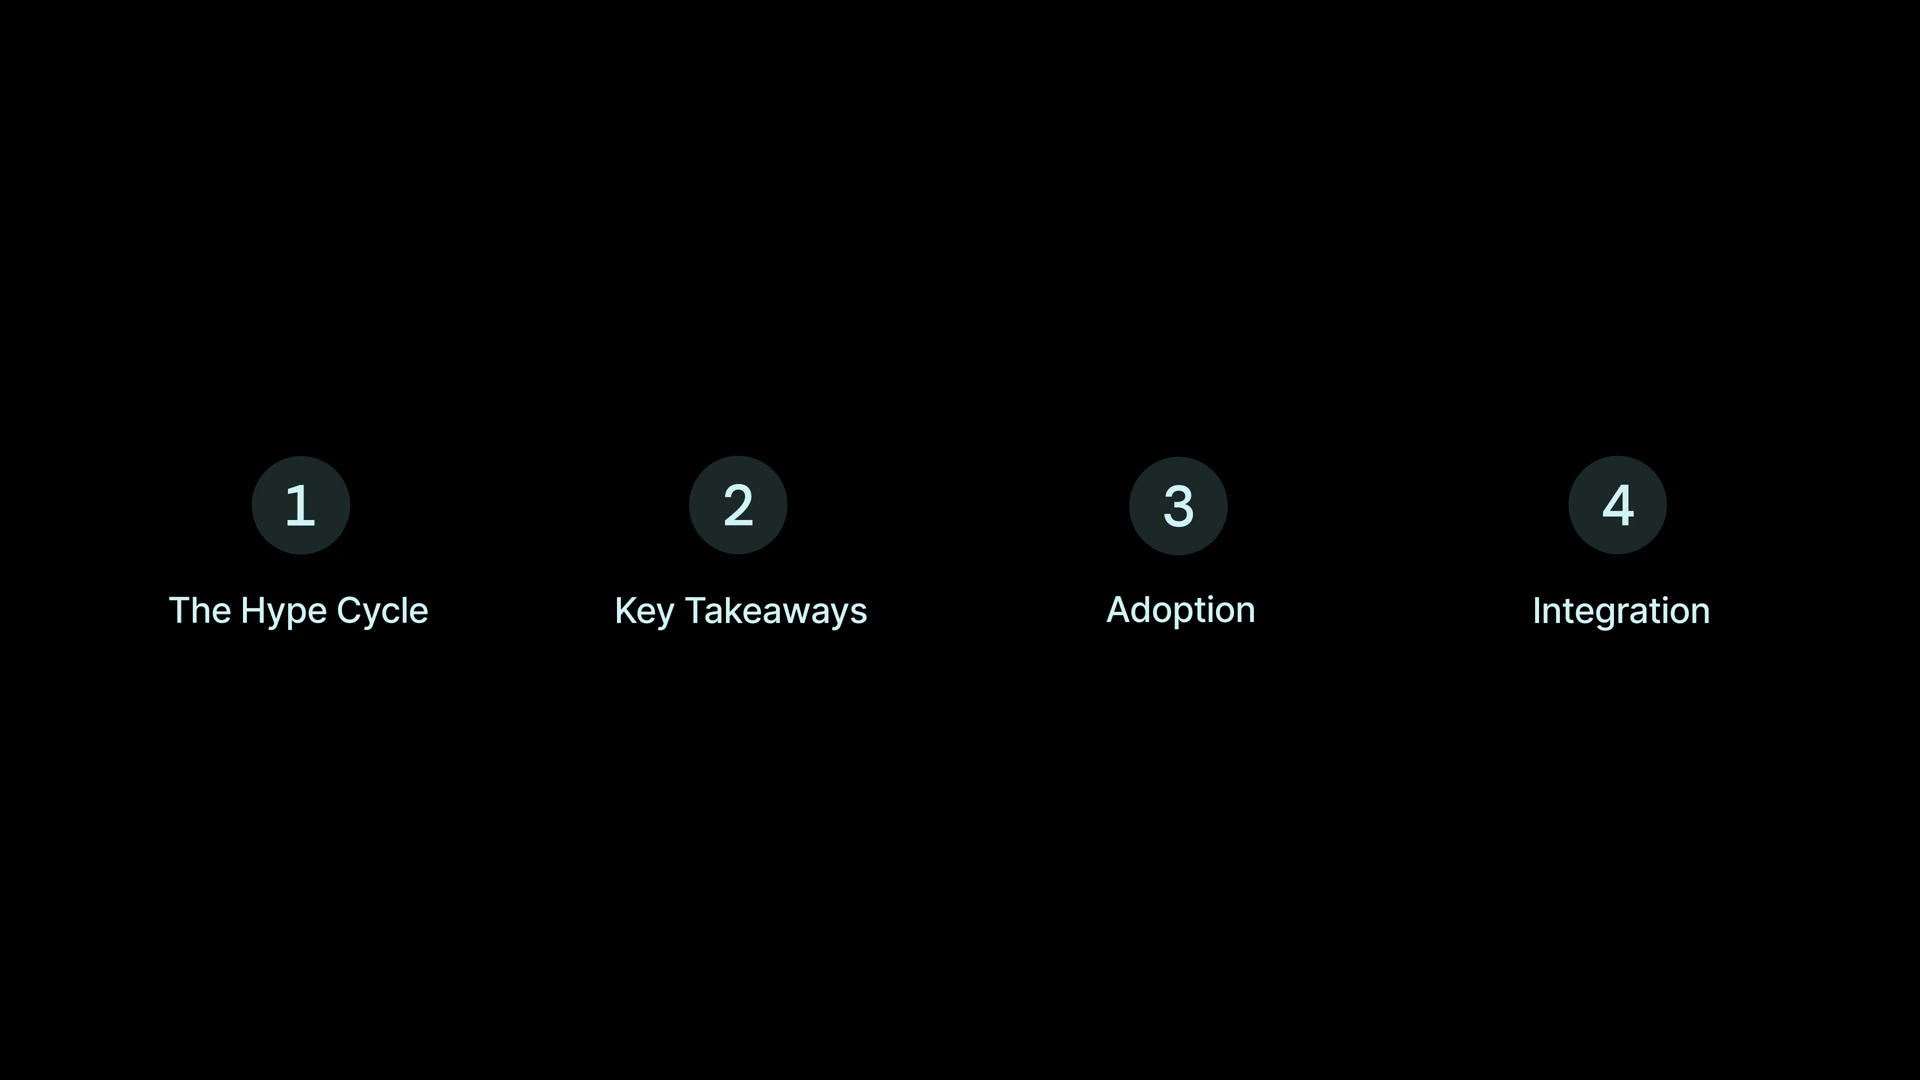 1
The Hype Cycle
2
Key Takeaways
3
Adoption
4
Integration